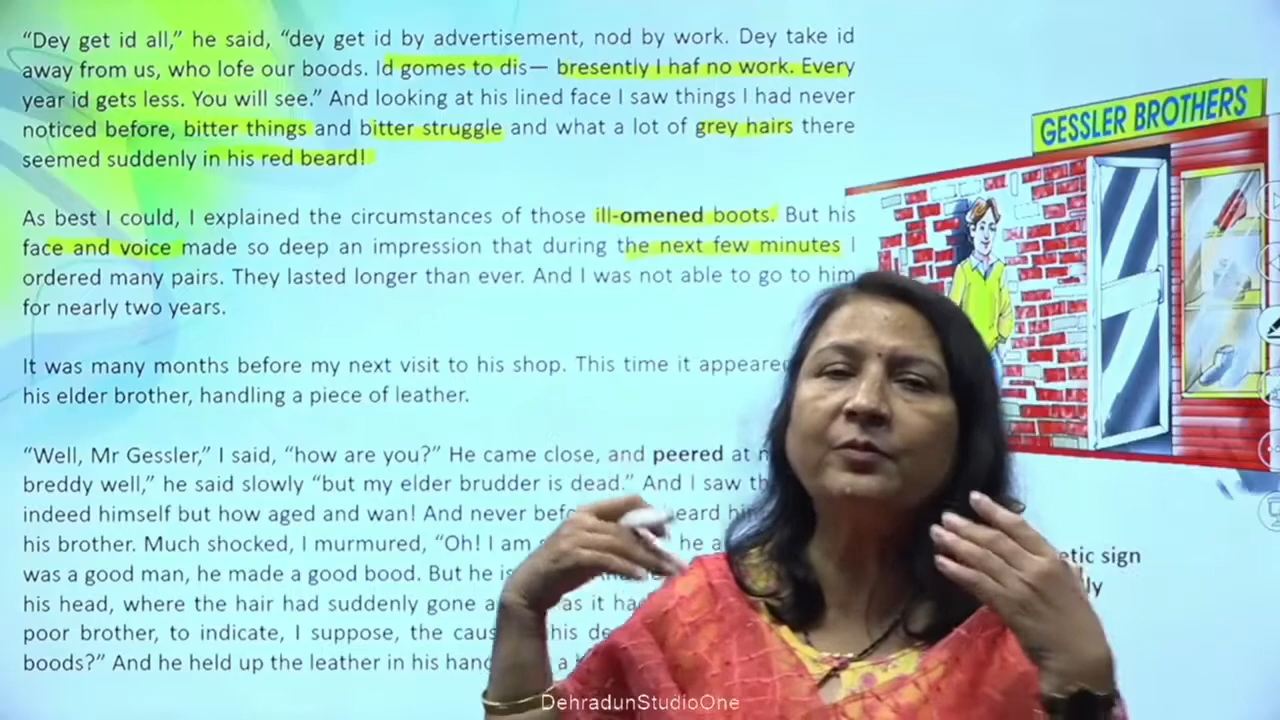 “Dey get id all,” he said, “dey get id by advertisement, nod by work. Dey take id
away from us, who lofe our boods. Id gomes to dis— bresently I haf no work. Every
year id gets less. You will see.” And looking at his lined face I saw things I had never
noticed before, bitter things and bitter struggle and what a lot of grey hairs there
seemed suddenly in his red beard!
GESSLER BROTHERS
As best I could, I explained the circumstances of those ill-omened boots. But his
face and voice made so deep an impression that during the next few minutes I
ordered many pairs. They lasted longer than ever. And I was not able to go to him
for nearly two years.
It was many months before my next visit to his shop. This time it appeared
his elder brother, handling a piece of leather.
“Well, Mr Gessler,” I said, “how are you?” He came close, and peered at
breddy well,” he said slowly “but my elder brudder is dead.” And I saw
indeed himself but how aged and wan! And never heard
his brother. Much shocked, I murmured, “Oh! I am he
was a good man, he made a good bood. But he is
his head, where the hair had suddenly gone as it
poor brother, to indicate, I suppose, the his
boods?” And he held up the leather in his
etic sign
ly
DehradunStudioOne